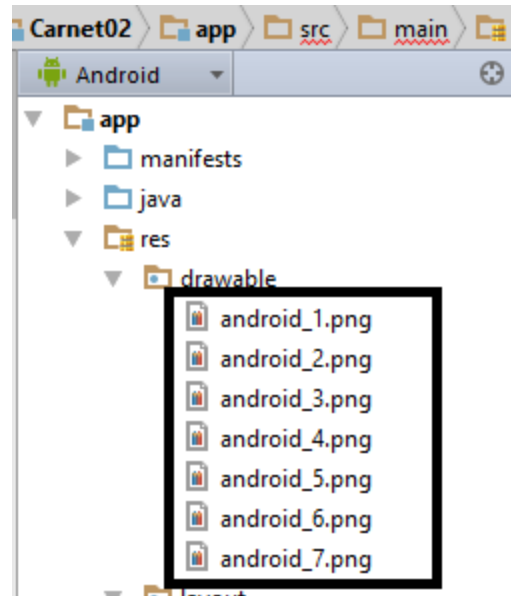 Carnet02 app src main
Android
app
manifests
java
res
drawable
android_1.png
android_2.png
android_3.png
android_4.png
android_5.png
android_6.png
android_7.png
layout